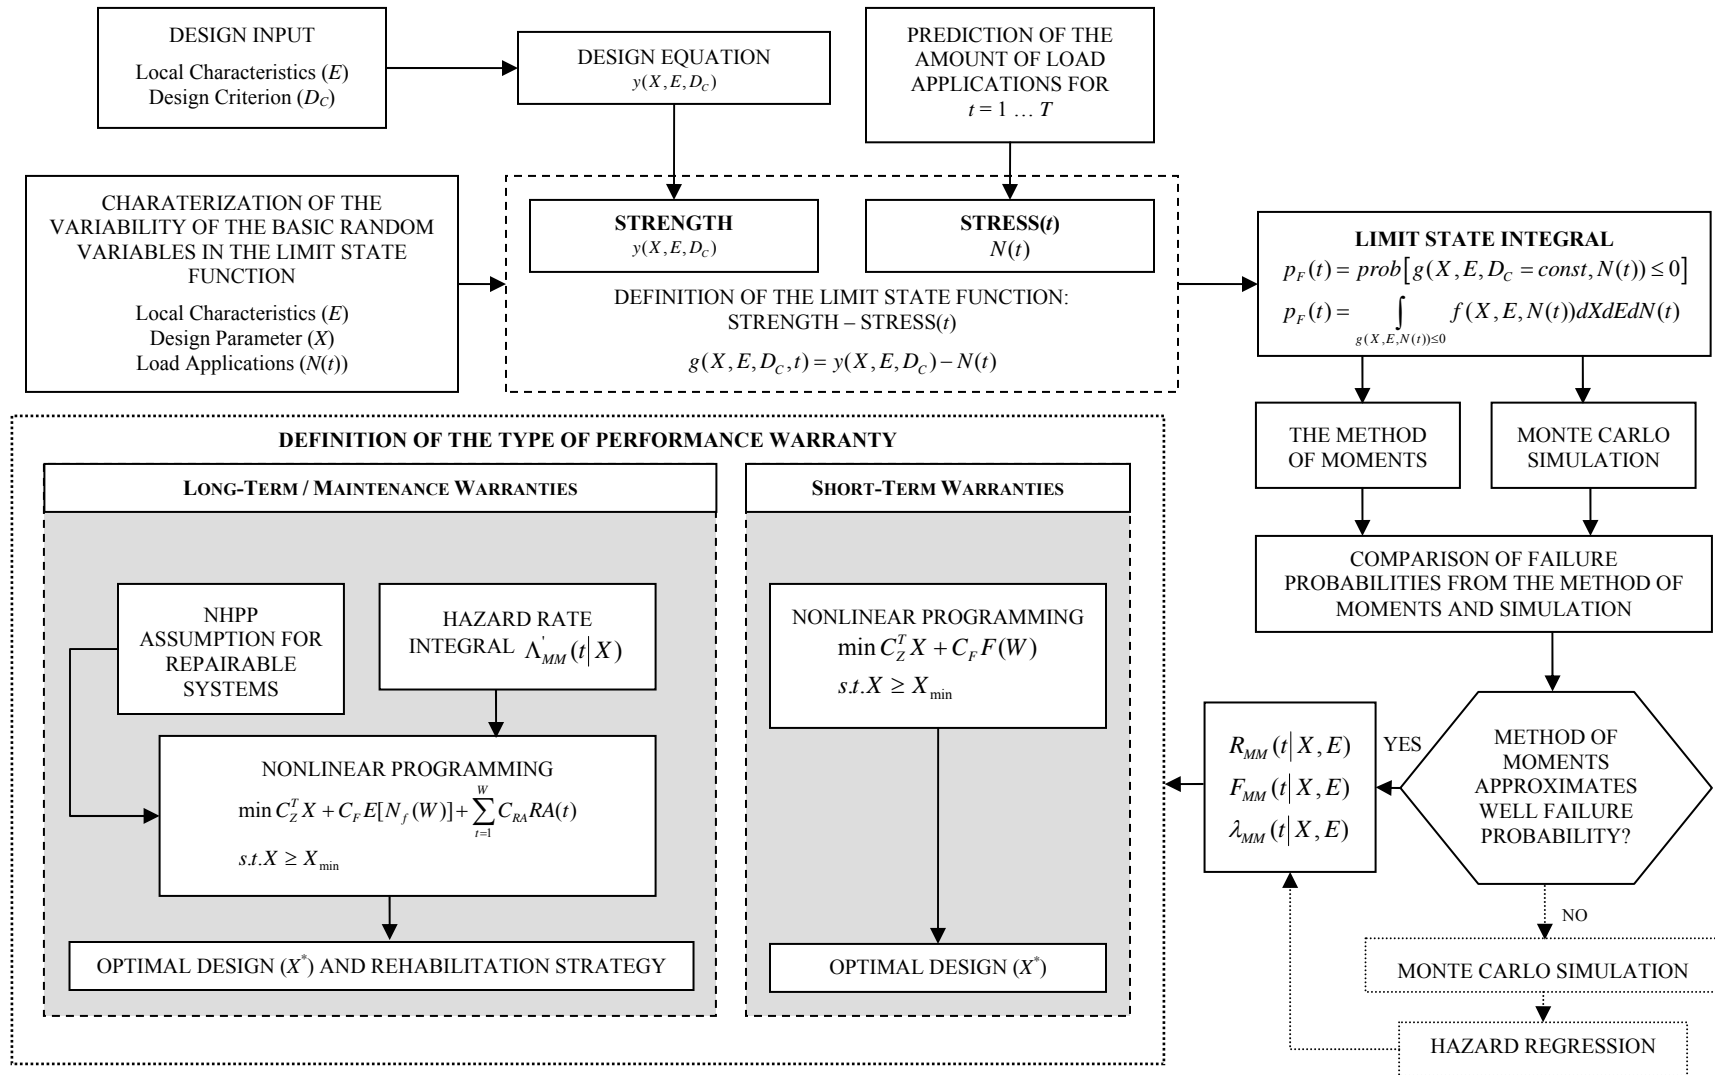 DESIGN INPUT
Local Characteristics (E)
Design Criterion (D_C)
DESIGN EQUATION
y(X,E,D_C)
PREDICTION OF THE
AMOUNT OF LOAD
APPLICATIONS FOR
t = 1 … T
CHARATERIZATION OF THE
VARIABILITY OF THE BASIC RANDOM
VARIABLES IN THE LIMIT STATE
FUNCTION
Local Characteristics (E)
Design Parameter (X)
Load Applications (N(t))
STRENGTH
y(X,E,D_C)
STRESS(t)
N(t)
DEFINITION OF THE LIMIT STATE FUNCTION:
STRENGTH – STRESS(t)
g(X,E,D_C,t) = y(X,E,D_C) − N(t)
LIMIT STATE INTEGRAL
p_F(t) = prob[g(X,E,D_C = const,N(t)) ≤ 0]
p_F(t) = ∫ f(X,E,N(t))dXdEdN(t)
g(X,E,N(t))≤0
THE METHOD
OF MOMENTS
MONTE CARLO
SIMULATION
COMPARISON OF FAILURE
PROBABILITIES FROM THE METHOD OF
MOMENTS AND SIMULATION
METHOD OF
MOMENTS
APPROXIMATES
WELL FAILURE
PROBABILITY?
YES
NO
R_MM(t|X,E)
F_MM(t|X,E)
λ_MM(t|X,E)
MONTE CARLO SIMULATION
HAZARD REGRESSION
DEFINITION OF THE TYPE OF PERFORMANCE WARRANTY
LONG-TERM / MAINTENANCE WARRANTIES
NHPP
ASSUMPTION FOR
REPAIRABLE
SYSTEMS
HAZARD RATE
INTEGRAL Λ'_MM(t|X)
NONLINEAR PROGRAMMING
min C_Z^T X + C_F E[N_f(W)] + ∑_{t=1}^{W} C_RA RA(t)
s.t.X ≥ X_min
OPTIMAL DESIGN (X*) AND REHABILITATION STRATEGY
SHORT-TERM WARRANTIES
NONLINEAR PROGRAMMING
min C_Z^T X + C_F F(W)
s.t.X ≥ X_min
OPTIMAL DESIGN (X*)